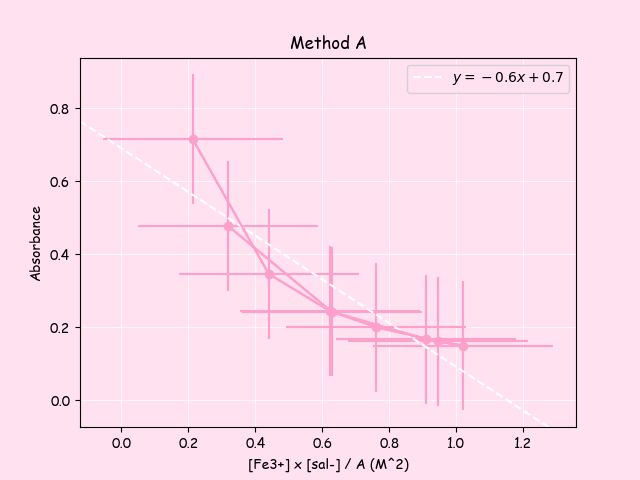 Method A
y = −0.6x + 0.7
Absorbance
0.8
0.6
0.4
0.2
0.0
0.0 0.2 0.4 0.6 0.8 1.0 1.2
[Fe3+] x [sal-] / A (M^2)